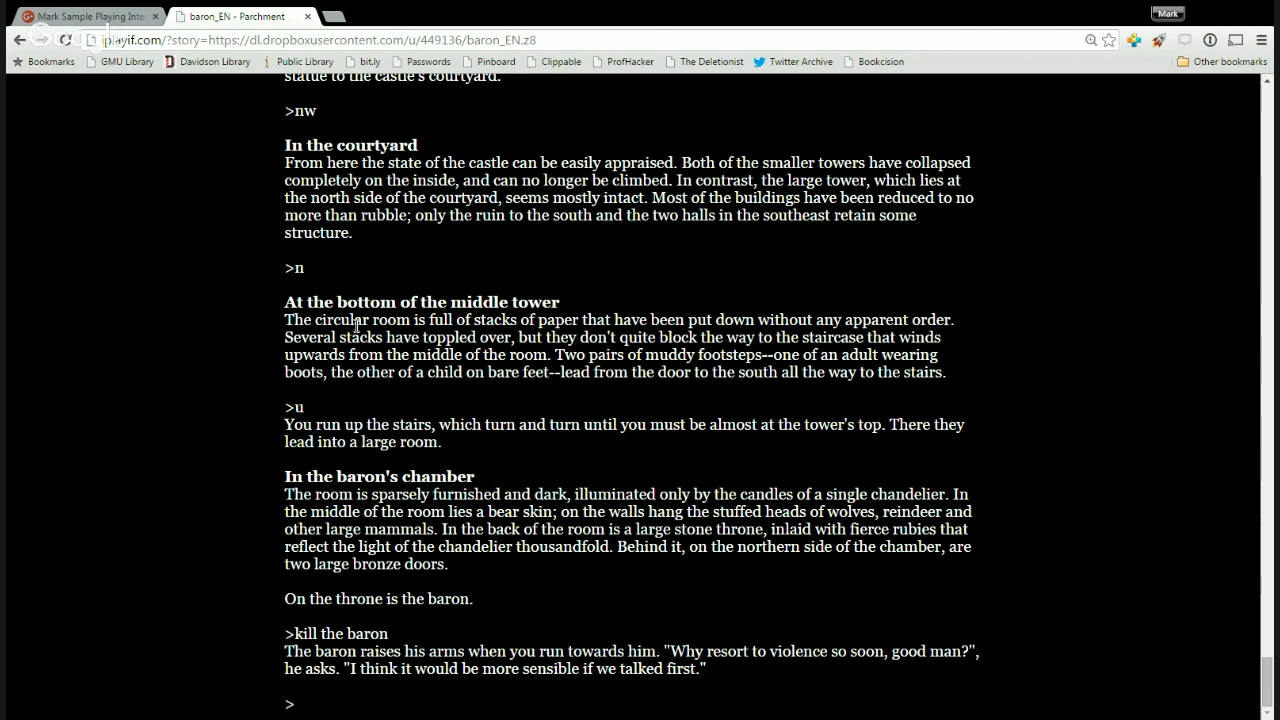 Mark Sample Playing Inte
baron_EN - Parchment
Mark
iplayif.com/?story=https://dl.dropboxusercontent.com/u/449136/baron_EN.z8
Bookmarks GMU Library Davidson Library Public Library bit.ly Passwords Pinboard Clippable ProfHacker The Deletionist Twitter Archive Bookcision Other bookmarks
statue to the castle's courtyard.
>nw
In the courtyard
From here the state of the castle can be easily appraised. Both of the smaller towers have collapsed
completely on the inside, and can no longer be climbed. In contrast, the large tower, which lies at
the north side of the courtyard, seems mostly intact. Most of the buildings have been reduced to no
more than rubble; only the ruin to the south and the two halls in the southeast retain some
structure.
>n
At the bottom of the middle tower
The circular room is full of stacks of paper that have been put down without any apparent order.
Several stacks have toppled over, but they don't quite block the way to the staircase that winds
upwards from the middle of the room. Two pairs of muddy footsteps--one of an adult wearing
boots, the other of a child on bare feet--lead from the door to the south all the way to the stairs.
>u
You run up the stairs, which turn and turn until you must be almost at the tower's top. There they
lead into a large room.
In the baron's chamber
The room is sparsely furnished and dark, illuminated only by the candles of a single chandelier. In
the middle of the room lies a bear skin; on the walls hang the stuffed heads of wolves, reindeer and
other large mammals. In the back of the room is a large stone throne, inlaid with fierce rubies that
reflect the light of the chandelier thousandfold. Behind it, on the northern side of the chamber, are
two large bronze doors.
On the throne is the baron.
>kill the baron
The baron raises his arms when you run towards him. "Why resort to violence so soon, good man?",
he asks. "I think it would be more sensible if we talked first."
>